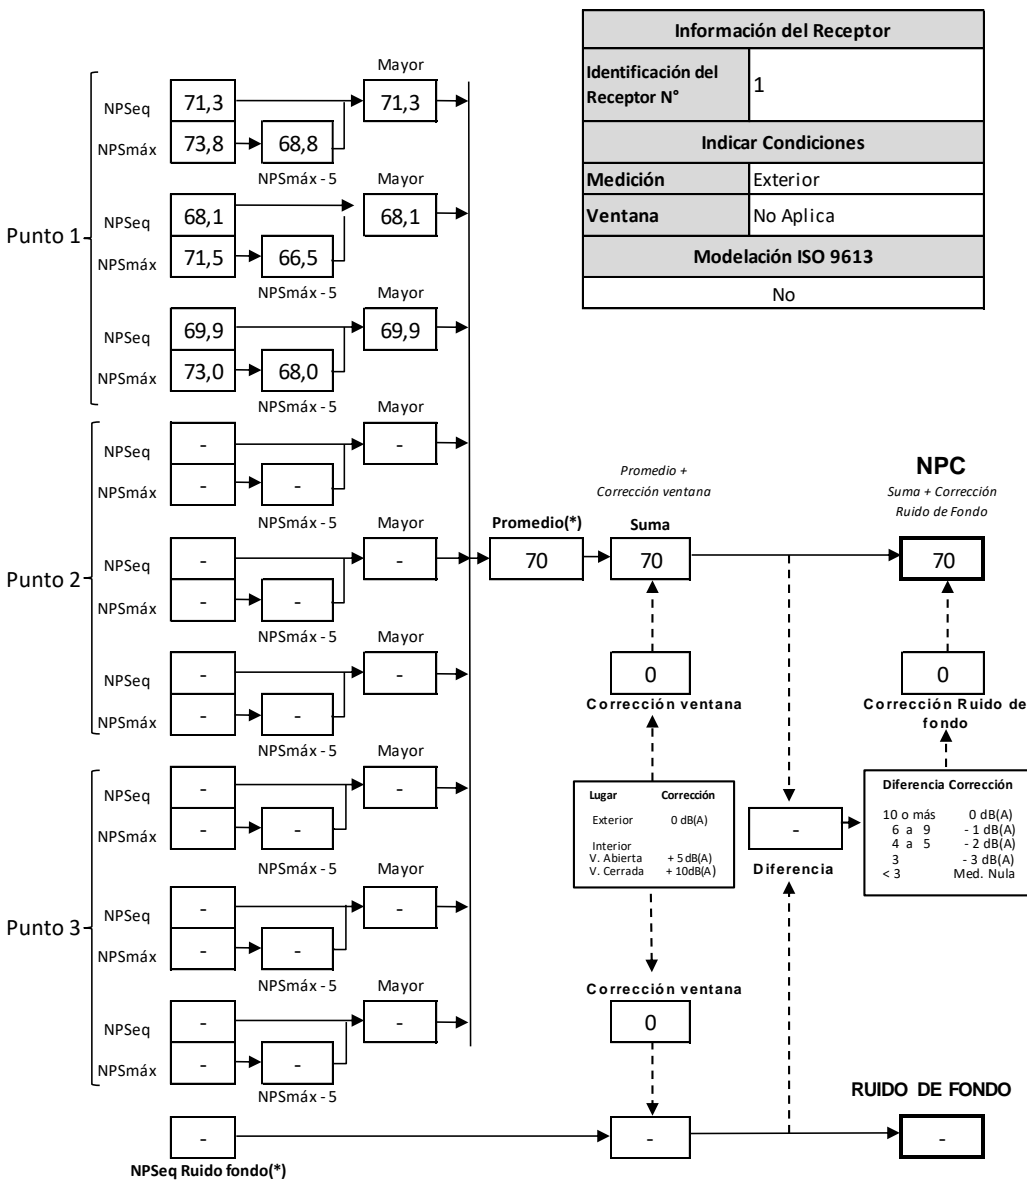 Información del Receptor
Identificación del
Receptor N°
1
Indicar Condiciones
Medición
Exterior
Ventana
No Aplica
Modelación ISO 9613
No
Punto 1
Mayor
NPSeq
71,3
71,3
NPSmáx
73,8
68,8
NPSmáx - 5
Mayor
NPSeq
68,1
68,1
NPSmáx
71,5
66,5
NPSmáx - 5
Mayor
NPSeq
69,9
69,9
NPSmáx
73,0
68,0
NPSmáx - 5
Punto 2
Mayor
NPSeq
-
-
NPSmáx
-
-
NPSmáx - 5
Mayor
NPSeq
-
-
NPSmáx
-
-
NPSmáx - 5
Mayor
NPSeq
-
-
NPSmáx
-
-
NPSmáx - 5
Punto 3
Mayor
NPSeq
-
-
NPSmáx
-
-
NPSmáx - 5
Mayor
NPSeq
-
-
NPSmáx
-
-
NPSmáx - 5
Mayor
NPSeq
-
-
NPSmáx
-
-
NPSmáx - 5
-
NPSeq Ruido fondo(*)
Promedio(*)
70
Promedio +
Corrección ventana
Suma
70
0
Corrección ventana
Lugar Corrección
Exterior 0 dB(A)
Interior
V. Abierta + 5 dB(A)
V. Cerrada + 10dB(A)
Corrección ventana
0
-
-
Diferencia
NPC
Suma + Corrección
Ruido de Fondo
70
0
Corrección Ruido de
fondo
Diferencia Corrección
10 o más 0 dB(A)
6 a 9 - 1 dB(A)
4 a 5 - 2 dB(A)
3 - 3 dB(A)
< 3 Med. Nula
RUIDO DE FONDO
-